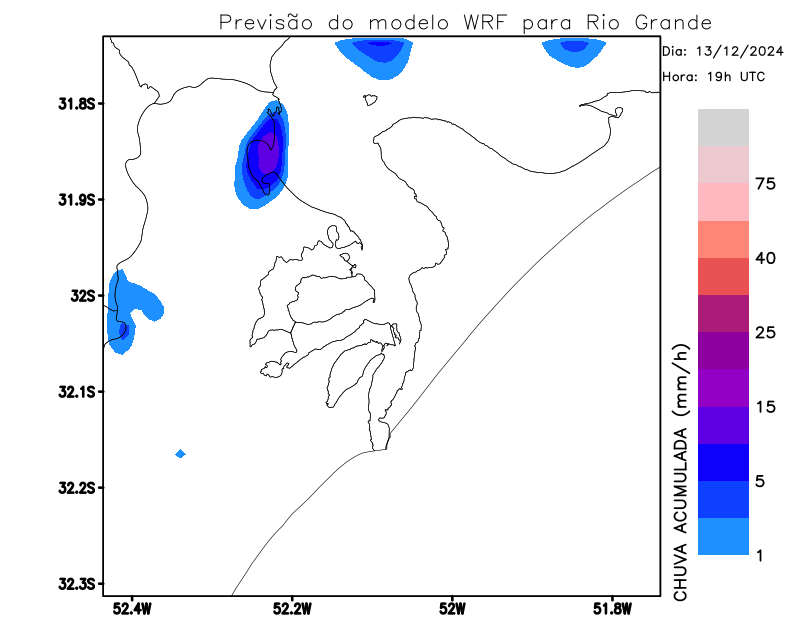 Previsão do modelo WRF para Rio Grande
Dia: 13/12/2024
Hora: 19h UTC
31.8S
31.9S
32S
32.1S
32.2S
32.3S
52.4W
52.2W
52W
51.8W
75
40
25
15
5
1
CHUVA ACUMULADA (mm/h)